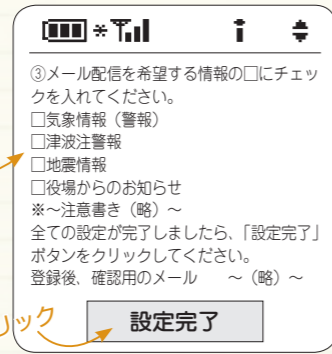 ③メール配信を希望する情報の□にチェッ
クを入れてください。
□気象情報（警報）
□津波注警報
□地震情報
□役場からのお知らせ
※～注意書き（略）～
全ての設定が完了しましたら、「設定完了」
ボタンをクリックしてください。
登録後、確認用のメール　～（略）～
設定完了
リック